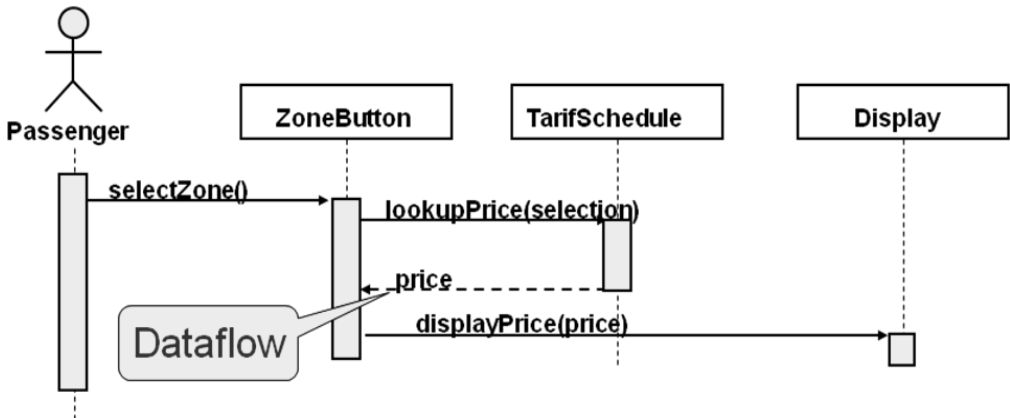 Passenger
ZoneButton
TarifSchedule
Display
selectZone()
lookupPrice(selection)
price
Dataflow
displayPrice(price)